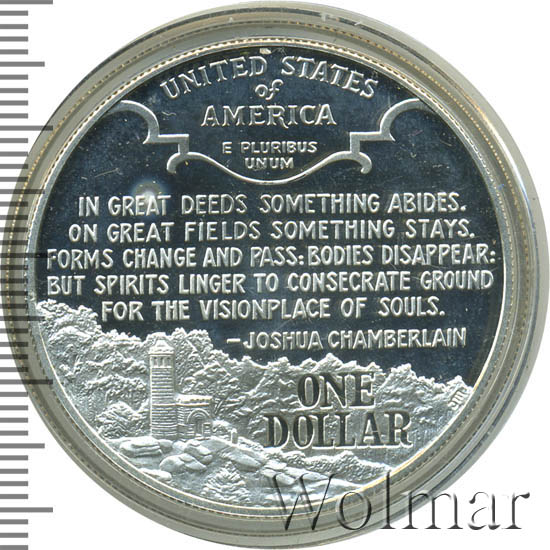 UNITED STATES
of
AMERICA
E PLURIBUS
UNUM
IN GREAT DEEDS SOMETHING ABIDES.
ON GREAT FIELDS SOMETHING STAYS.
FORMS CHANGE AND PASS: BODIES DISAPPEAR:
BUT SPIRITS LINGER TO CONSECRATE GROUND
FOR THE VISIONPLACE OF SOULS.
–JOSHUA CHAMBERLAIN
ONE
DOLLAR
Wolmar